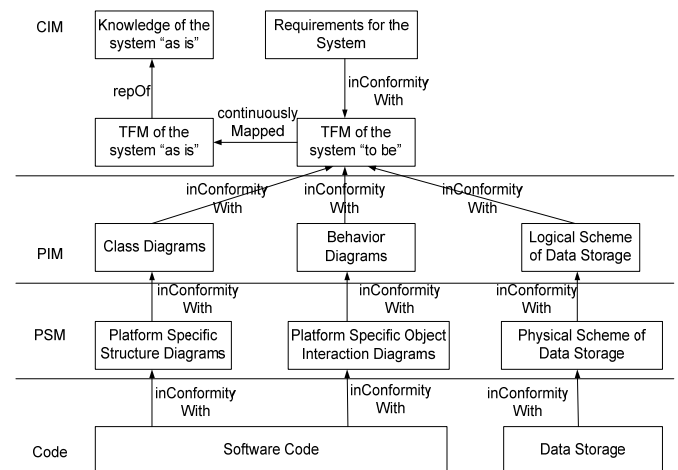 CIM
Knowledge of the
system “as is”
Requirements for the
System
repOf
inConformity
With
continuously
Mapped
TFM of the
system “as is”
TFM of the
system “to be”
inConformity
With
inConformity
With
inConformity
With
PIM
Class Diagrams
Behavior
Diagrams
Logical Scheme
of Data Storage
inConformity
With
inConformity
With
inConformity
With
PSM
Platform Specific
Structure Diagrams
Platform Specific Object
Interaction Diagrams
Physical Scheme of
Data Storage
inConformity
With
inConformity
With
inConformity
With
Code
Software Code
Data Storage